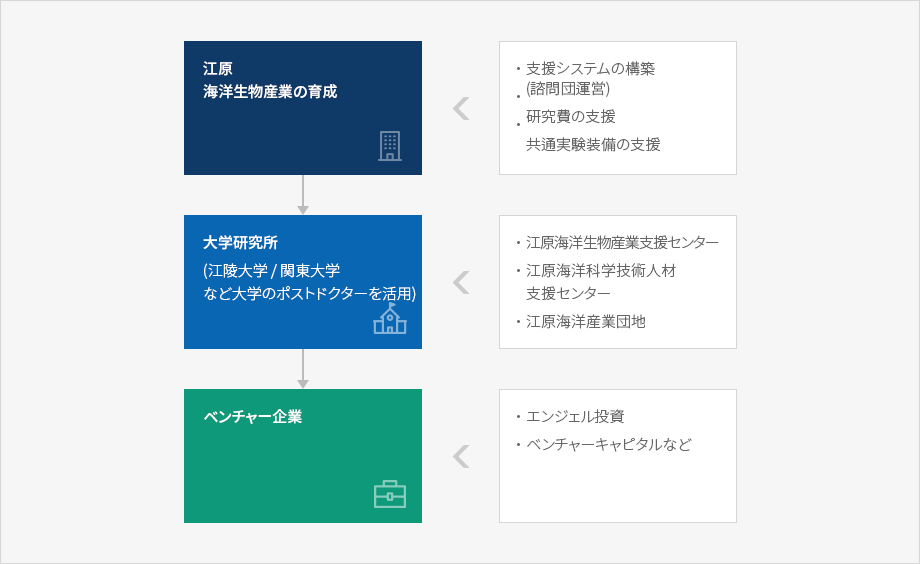 江原
海洋生物産業の育成
・支援システムの構築
(諮問団運営)
・研究費の支援
・共通実験装備の支援
大学研究所
(江陵大学 / 関東大学
など大学のポストドクターを活用)
・江原海洋生物産業支援センター
・江原海洋科学技術人材
支援センター
・江原海洋産業団地
ベンチャー企業
・エンジェル投資
・ベンチャーキャピタルなど